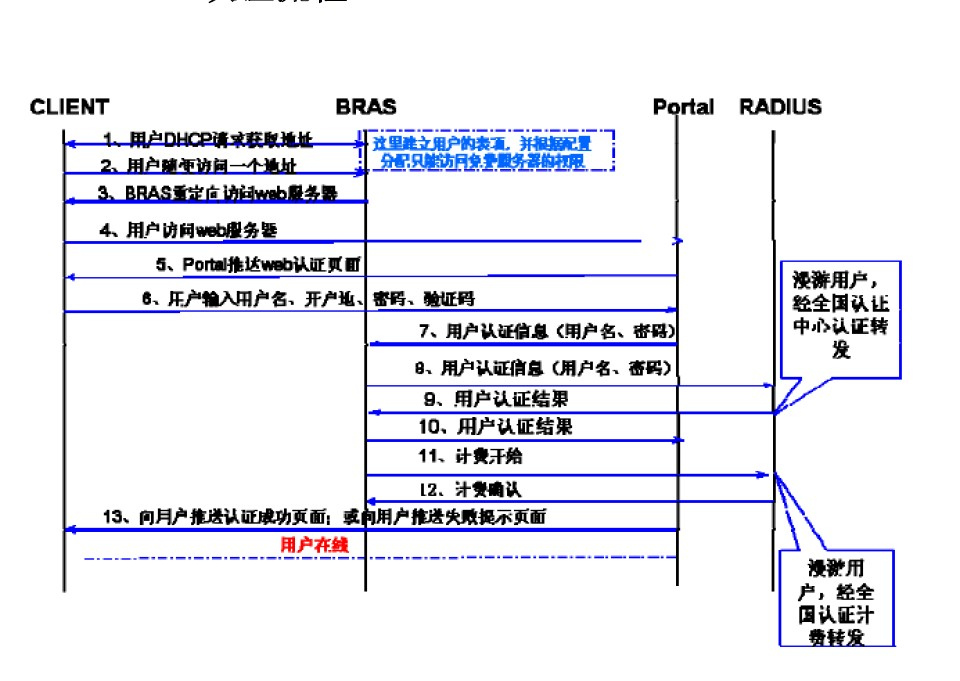 CLIENT BRAS Portal RADIUS
1、用户DHCP请求获取地址
这里建立用户的表项，并根据配置
分配只能访问免费服务器的权限
2、用户随便访问一个地址
3、BRAS重定向访问web服务器
4、用户访问web服务器
5、Portal推送web认证页面
6、用户输入用户名、开户地、密码、验证码
7、用户认证信息（用户名、密码）
8、用户认证信息（用户名、密码）
9、用户认证结果
10、用户认证结果
11、计费开始
12、计费确认
13、向用户推送认证成功页面；或向用户推送失败提示页面
用户在线
漫游用户，
经全国认证
中心认证转
发
漫游用
户，经全
国认证计
费转发